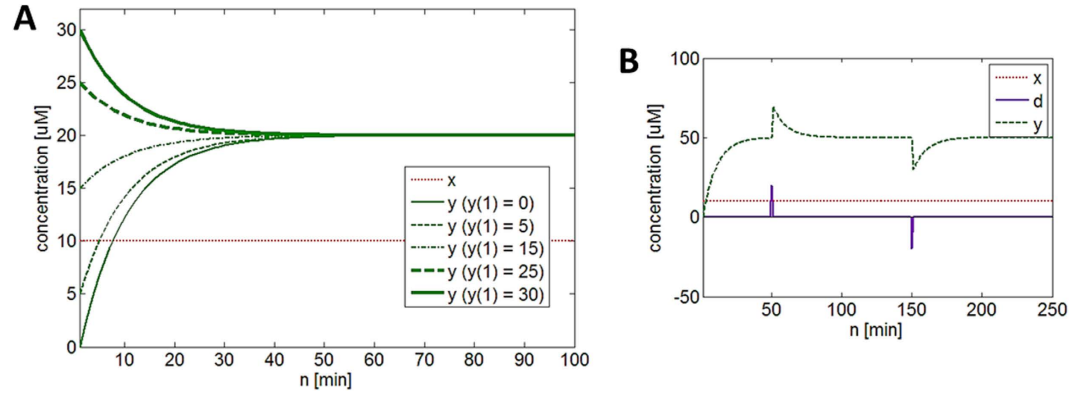 A
30
25
20
15
10
5
0
concentration [uM]
x
y (y(1) = 0)
y (y(1) = 5)
y (y(1) = 15)
y (y(1) = 25)
y (y(1) = 30)
10 20 30 40 50 60 70 80 90 100
n [min]
B
100
50
0
-50
concentration [uM]
x
d
y
50 100 150 200 250
n [min]